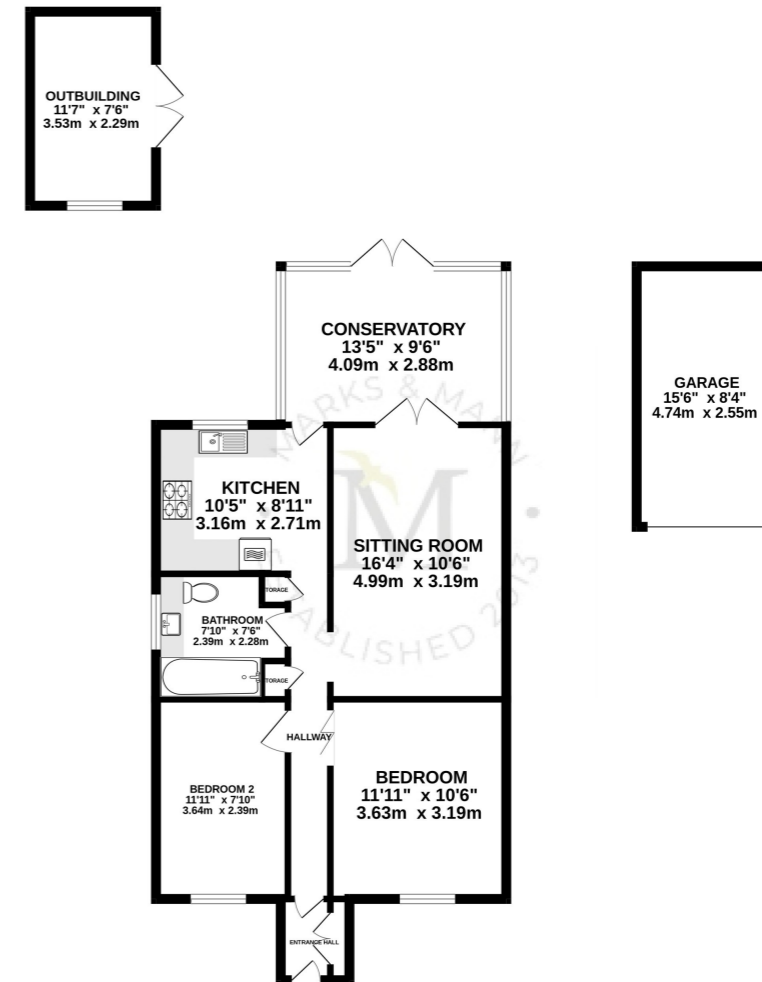 OUTBUILDING
11'7" x 7'6"
3.53m x 2.29m
CONSERVATORY
13'5" x 9'6"
4.09m x 2.88m
GARAGE
15'6" x 8'4"
4.74m x 2.55m
MARKS & MANN
M
ESTABLISHED 2013
KITCHEN
10'5" x 8'11"
3.16m x 2.71m
SITTING ROOM
16'4" x 10'6"
4.99m x 3.19m
TORAGE
BATHROOM
7'10" x 7'6"
2.39m x 2.28m
TORAGE
HALLWAY
BEDROOM 2
11'11" x 7'10"
3.64m x 2.39m
BEDROOM
11'11" x 10'6"
3.63m x 3.19m
ENTRANCE HALL